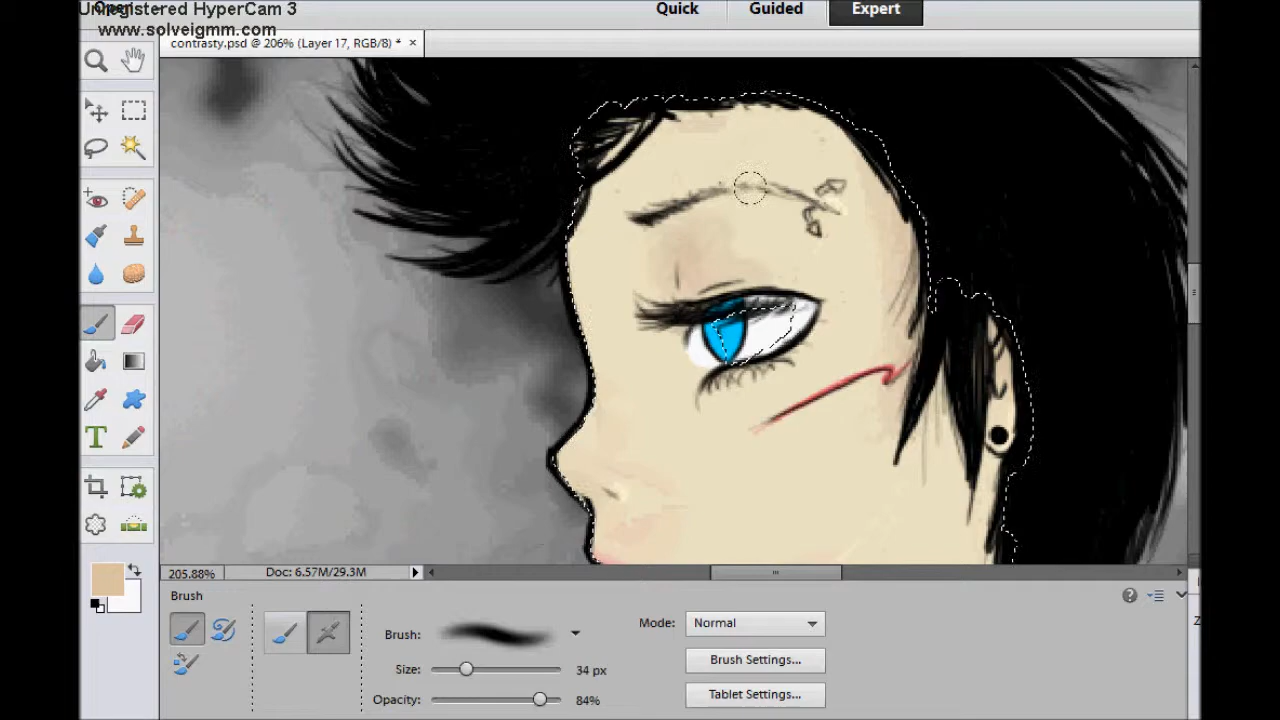 Unregistered HyperCam 3
Open
www.solveigmm.com
Quick Guided Expert
contrasty.psd @ 206% (Layer 17, RGB/8) * ×
T
205.88% Doc: 6.57M/29.3M
Brush
Brush: Mode: Normal
Size: 34 px Brush Settings...
Opacity: 84% Tablet Settings...